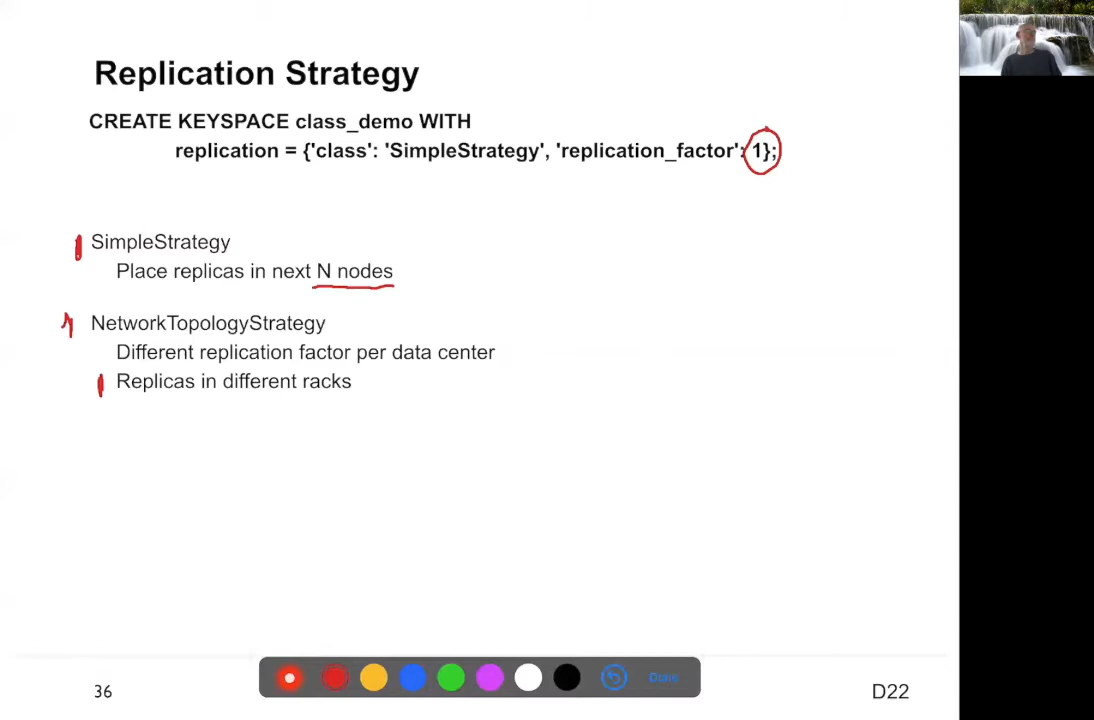 Replication Strategy
CREATE KEYSPACE class_demo WITH
replication = {'class': 'SimpleStrategy', 'replication_factor': 1};
SimpleStrategy
Place replicas in next N nodes
NetworkTopologyStrategy
Different replication factor per data center
Replicas in different racks
Done
36
D22